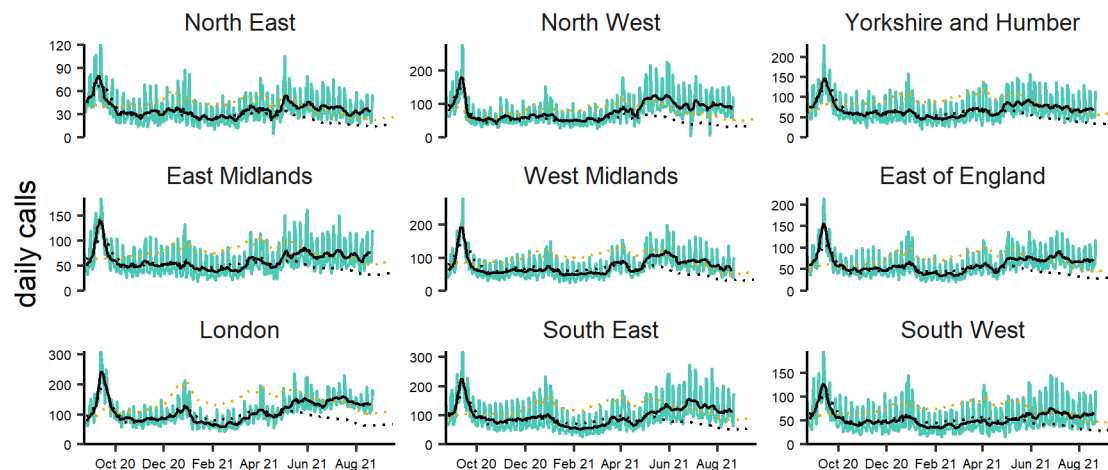 North East
North West
Yorkshire and Humber
120
90
60
30
0
200
100
0
200
150
100
50
0
East Midlands
West Midlands
East of England
daily calls
150
100
50
0
200
100
0
200
150
100
50
0
London
South East
South West
300
200
100
0
300
200
100
0
150
100
50
0
Oct 20 Dec 20 Feb 21 Apr 21 Jun 21 Aug 21
Oct 20 Dec 20 Feb 21 Apr 21 Jun 21 Aug 21
Oct 20 Dec 20 Feb 21 Apr 21 Jun 21 Aug 21